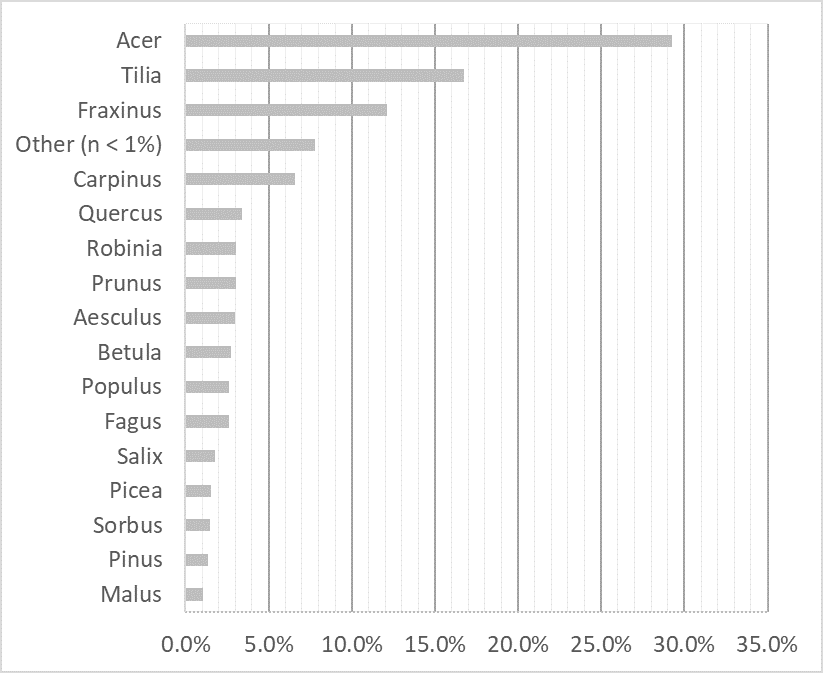 Acer
Tilia
Fraxinus
Other (n < 1%)
Carpinus
Quercus
Robinia
Prunus
Aesculus
Betula
Populus
Fagus
Salix
Picea
Sorbus
Pinus
Malus
0.0% 5.0% 10.0% 15.0% 20.0% 25.0% 30.0% 35.0%